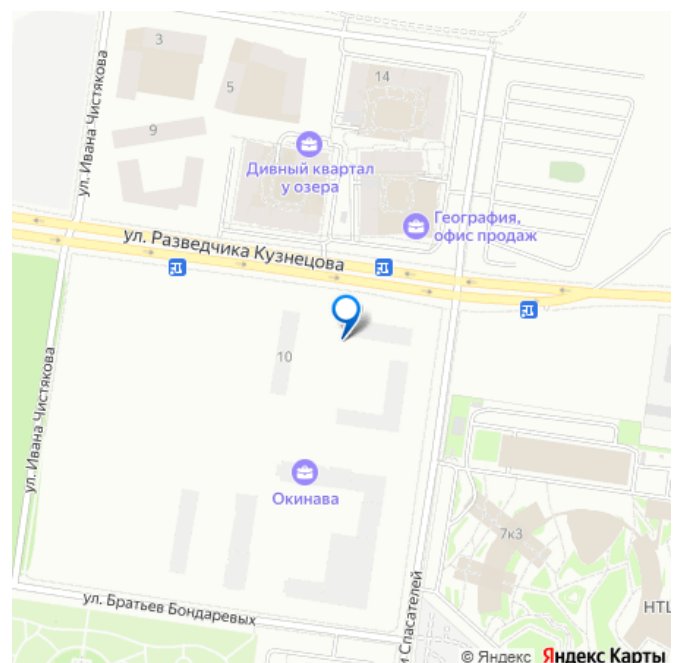 3
ул. Ивана Чистякова
5
14
9
Дивный квартал
у озера
География,
офис продаж
ул. Разведчика Кузнецова
10
ул. Ивана Чистякова
Окинава
7к3
и Спасателей
НТЦ
ул. Братьев Бондаревых
© Яндекс Яндекс Карты